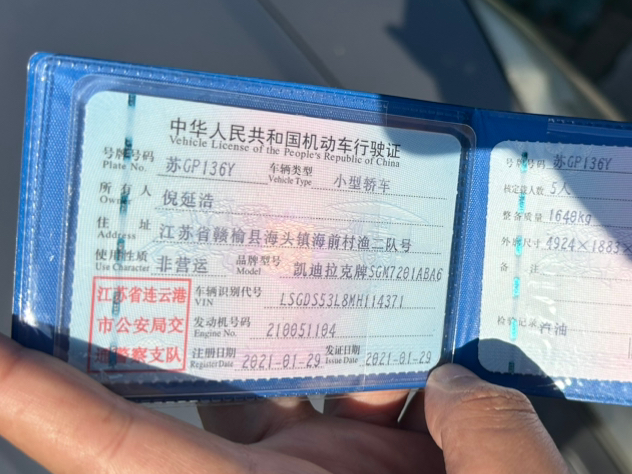 中华人民共和国机动车行驶证
Vehicle License of the People's Republic of China
号牌号码 苏GP136Y 车辆类型 小型轿车
Plate No. Vehicle Type
所有人 倪延浩
Owner
住址 江苏省赣榆县海头镇海前村渔二队号
Address
使用性质 非营运 品牌型号 凯迪拉克牌SGM7201ABA6
Use Character Model
江苏省连云港
市公安局交
通警察支队
车辆识别代号 LSGDS53L8MH114371
VIN
发动机号码 210051104
Engine No.
注册日期 2021-01-29 发证日期 2021-01-29
Register Date Issue Date
号牌号码 苏GP136Y
核定载人数 5人
整备质量 1640kg
外廓尺寸 4924×1883×
备注
检验记录 汽油